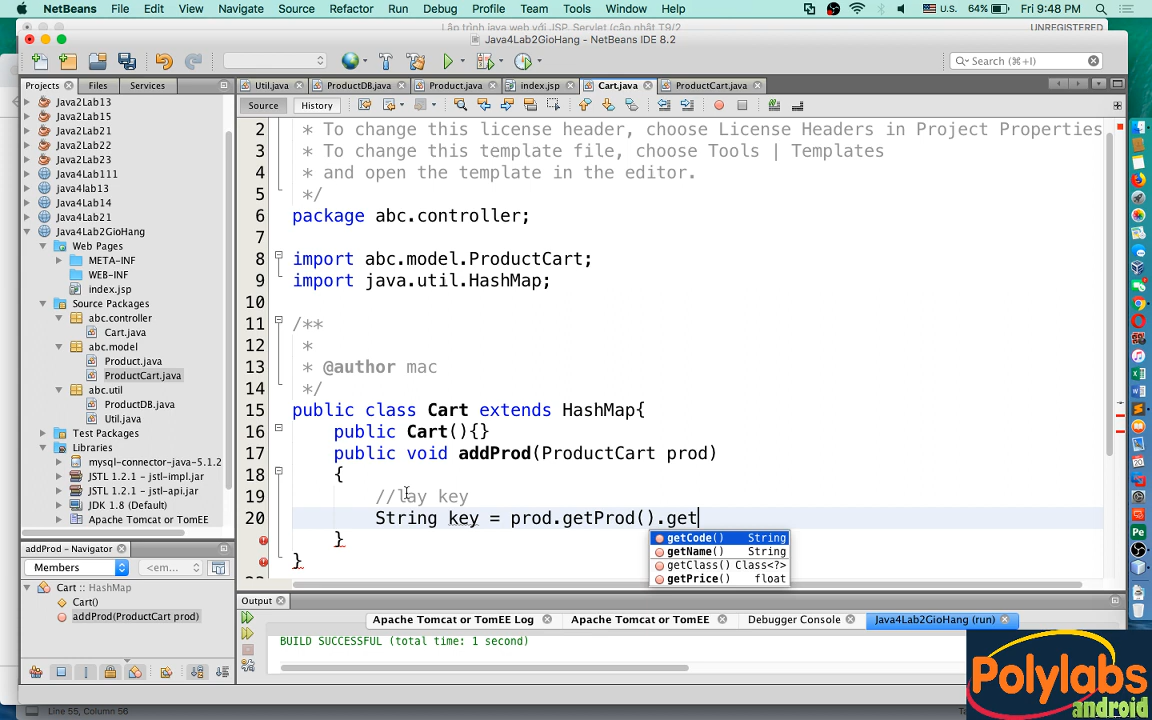 NetBeans File Edit View Navigate Source Refactor Run Debug Profile Team Tools Window Help U.S. 64% Fri 9:48 PM
Lập trình java web với JSP, Servlet (cập nhật T9/2 UNREGISTERED
Java4Lab2GioHang - NetBeans IDE 8.2
Search (⌘+I)
Projects Files Services
Util.java ProductDB.java Product.java index.jsp Cart.java ProductCart.java
Source History
Java2Lab13
Java2Lab15
Java2Lab21
Java2Lab22
Java2Lab23
Java4Lab111
java4lab13
Java4Lab14
Java4Lab21
Java4Lab2GioHang
Web Pages
META-INF
WEB-INF
index.jsp
Source Packages
abc.controller
Cart.java
abc.model
Product.java
ProductCart.java
abc.util
ProductDB.java
Util.java
Test Packages
Libraries
mysql-connector-java-5.1.2
JSTL 1.2.1 - jstl-impl.jar
JSTL 1.2.1 - jstl-api.jar
JDK 1.8 (Default)
Apache Tomcat or TomEE
2 * To change this license header, choose License Headers in Project Properties
3 * To change this template file, choose Tools | Templates
4 * and open the template in the editor.
5 */
6 package abc.controller;
7
8 import abc.model.ProductCart;
9 import java.util.HashMap;
10
11 /**
12 *
13 * @author mac
14 */
15 public class Cart extends HashMap{
16 public Cart(){}
17 public void addProd(ProductCart prod)
18 {
19 //lay key
20 String key = prod.getProd().get
}
}
getCode() String
getName() String
getClass() Class<?>
getPrice() float
addProd - Navigator
Members <em...
Cart :: HashMap
Cart()
addProd(ProductCart prod)
Output
Apache Tomcat or TomEE Log Apache Tomcat or TomEE Debugger Console Java4Lab2GioHang (run)
BUILD SUCCESSFUL (total time: 1 second)
Line 55, Column 56
Polylabs
android